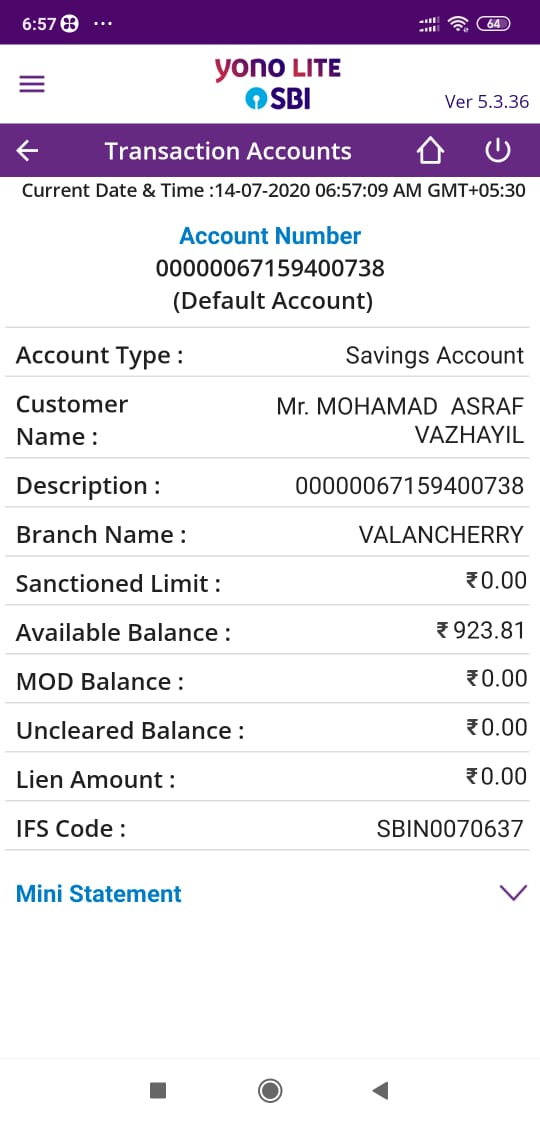 6:57 ... 64
yono LITE
SBI
Ver 5.3.36
Transaction Accounts
Current Date & Time :14-07-2020 06:57:09 AM GMT+05:30
Account Number
00000067159400738
(Default Account)
Account Type : Savings Account
Customer Name : Mr. MOHAMAD ASRAF VAZHAYIL
Description : 00000067159400738
Branch Name : VALANCHERRY
Sanctioned Limit : ₹0.00
Available Balance : ₹923.81
MOD Balance : ₹0.00
Uncleared Balance : ₹0.00
Lien Amount : ₹0.00
IFS Code : SBIN0070637
Mini Statement